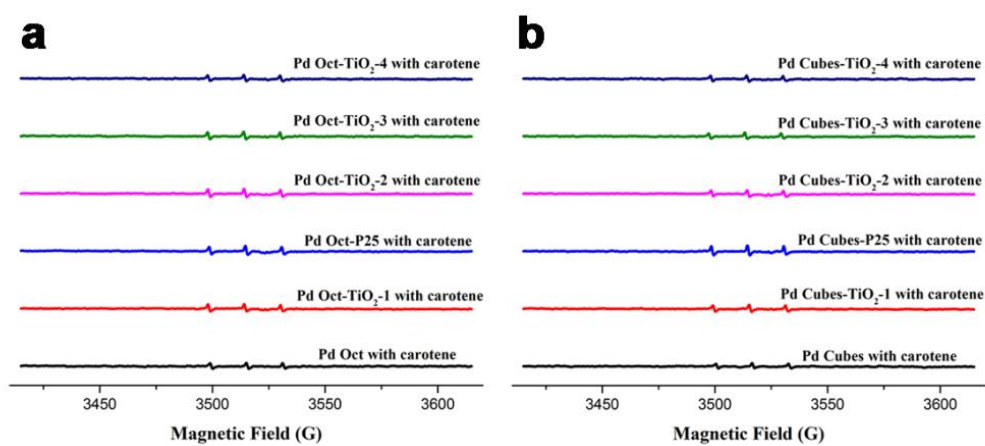 a
Pd Oct-TiO₂-4 with carotene
Pd Oct-TiO₂-3 with carotene
Pd Oct-TiO₂-2 with carotene
Pd Oct-P25 with carotene
Pd Oct-TiO₂-1 with carotene
Pd Oct with carotene
3450 3500 3550 3600
Magnetic Field (G)
b
Pd Cubes-TiO₂-4 with carotene
Pd Cubes-TiO₂-3 with carotene
Pd Cubes-TiO₂-2 with carotene
Pd Cubes-P25 with carotene
Pd Cubes-TiO₂-1 with carotene
Pd Cubes with carotene
3450 3500 3550 3600
Magnetic Field (G)